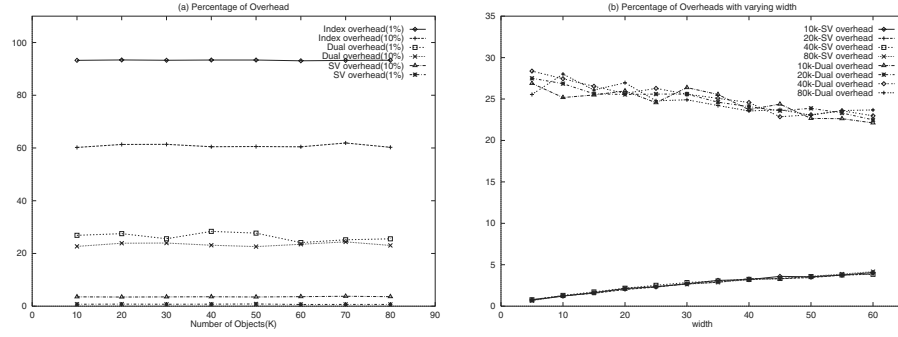 (a) Percentage of Overhead
100
80
60
40
20
0
0 10 20 30 40 50 60 70 80 90
Number of Objects(K)
Index overhead(1%)
Index overhead(10%)
Dual overhead(1%)
Dual overhead(10%)
SV overhead(10%)
SV overhead(1%)
(b) Percentage of Overheads with varying width
35
30
25
20
15
10
5
0
0 10 20 30 40 50 60
width
10k-SV overhead
20k-SV overhead
40k-SV overhead
80k-SV overhead
10k-Dual overhead
20k-Dual overhead
40k-Dual overhead
80k-Dual overhead